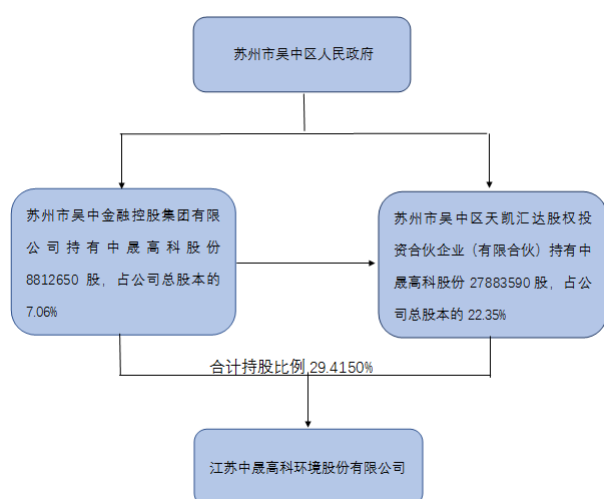 苏州市吴中区人民政府
苏州市吴中金融控股集团有限
公司持有中晟高科股份
8812650 股，占公司总股本的
7.06%
苏州市吴中区天凯汇达股权投
资合伙企业（有限合伙）持有中
晟高科股份 27883590 股，占公
司总股本的 22.35%
合计持股比例,29.4150%
江苏中晟高科环境股份有限公司